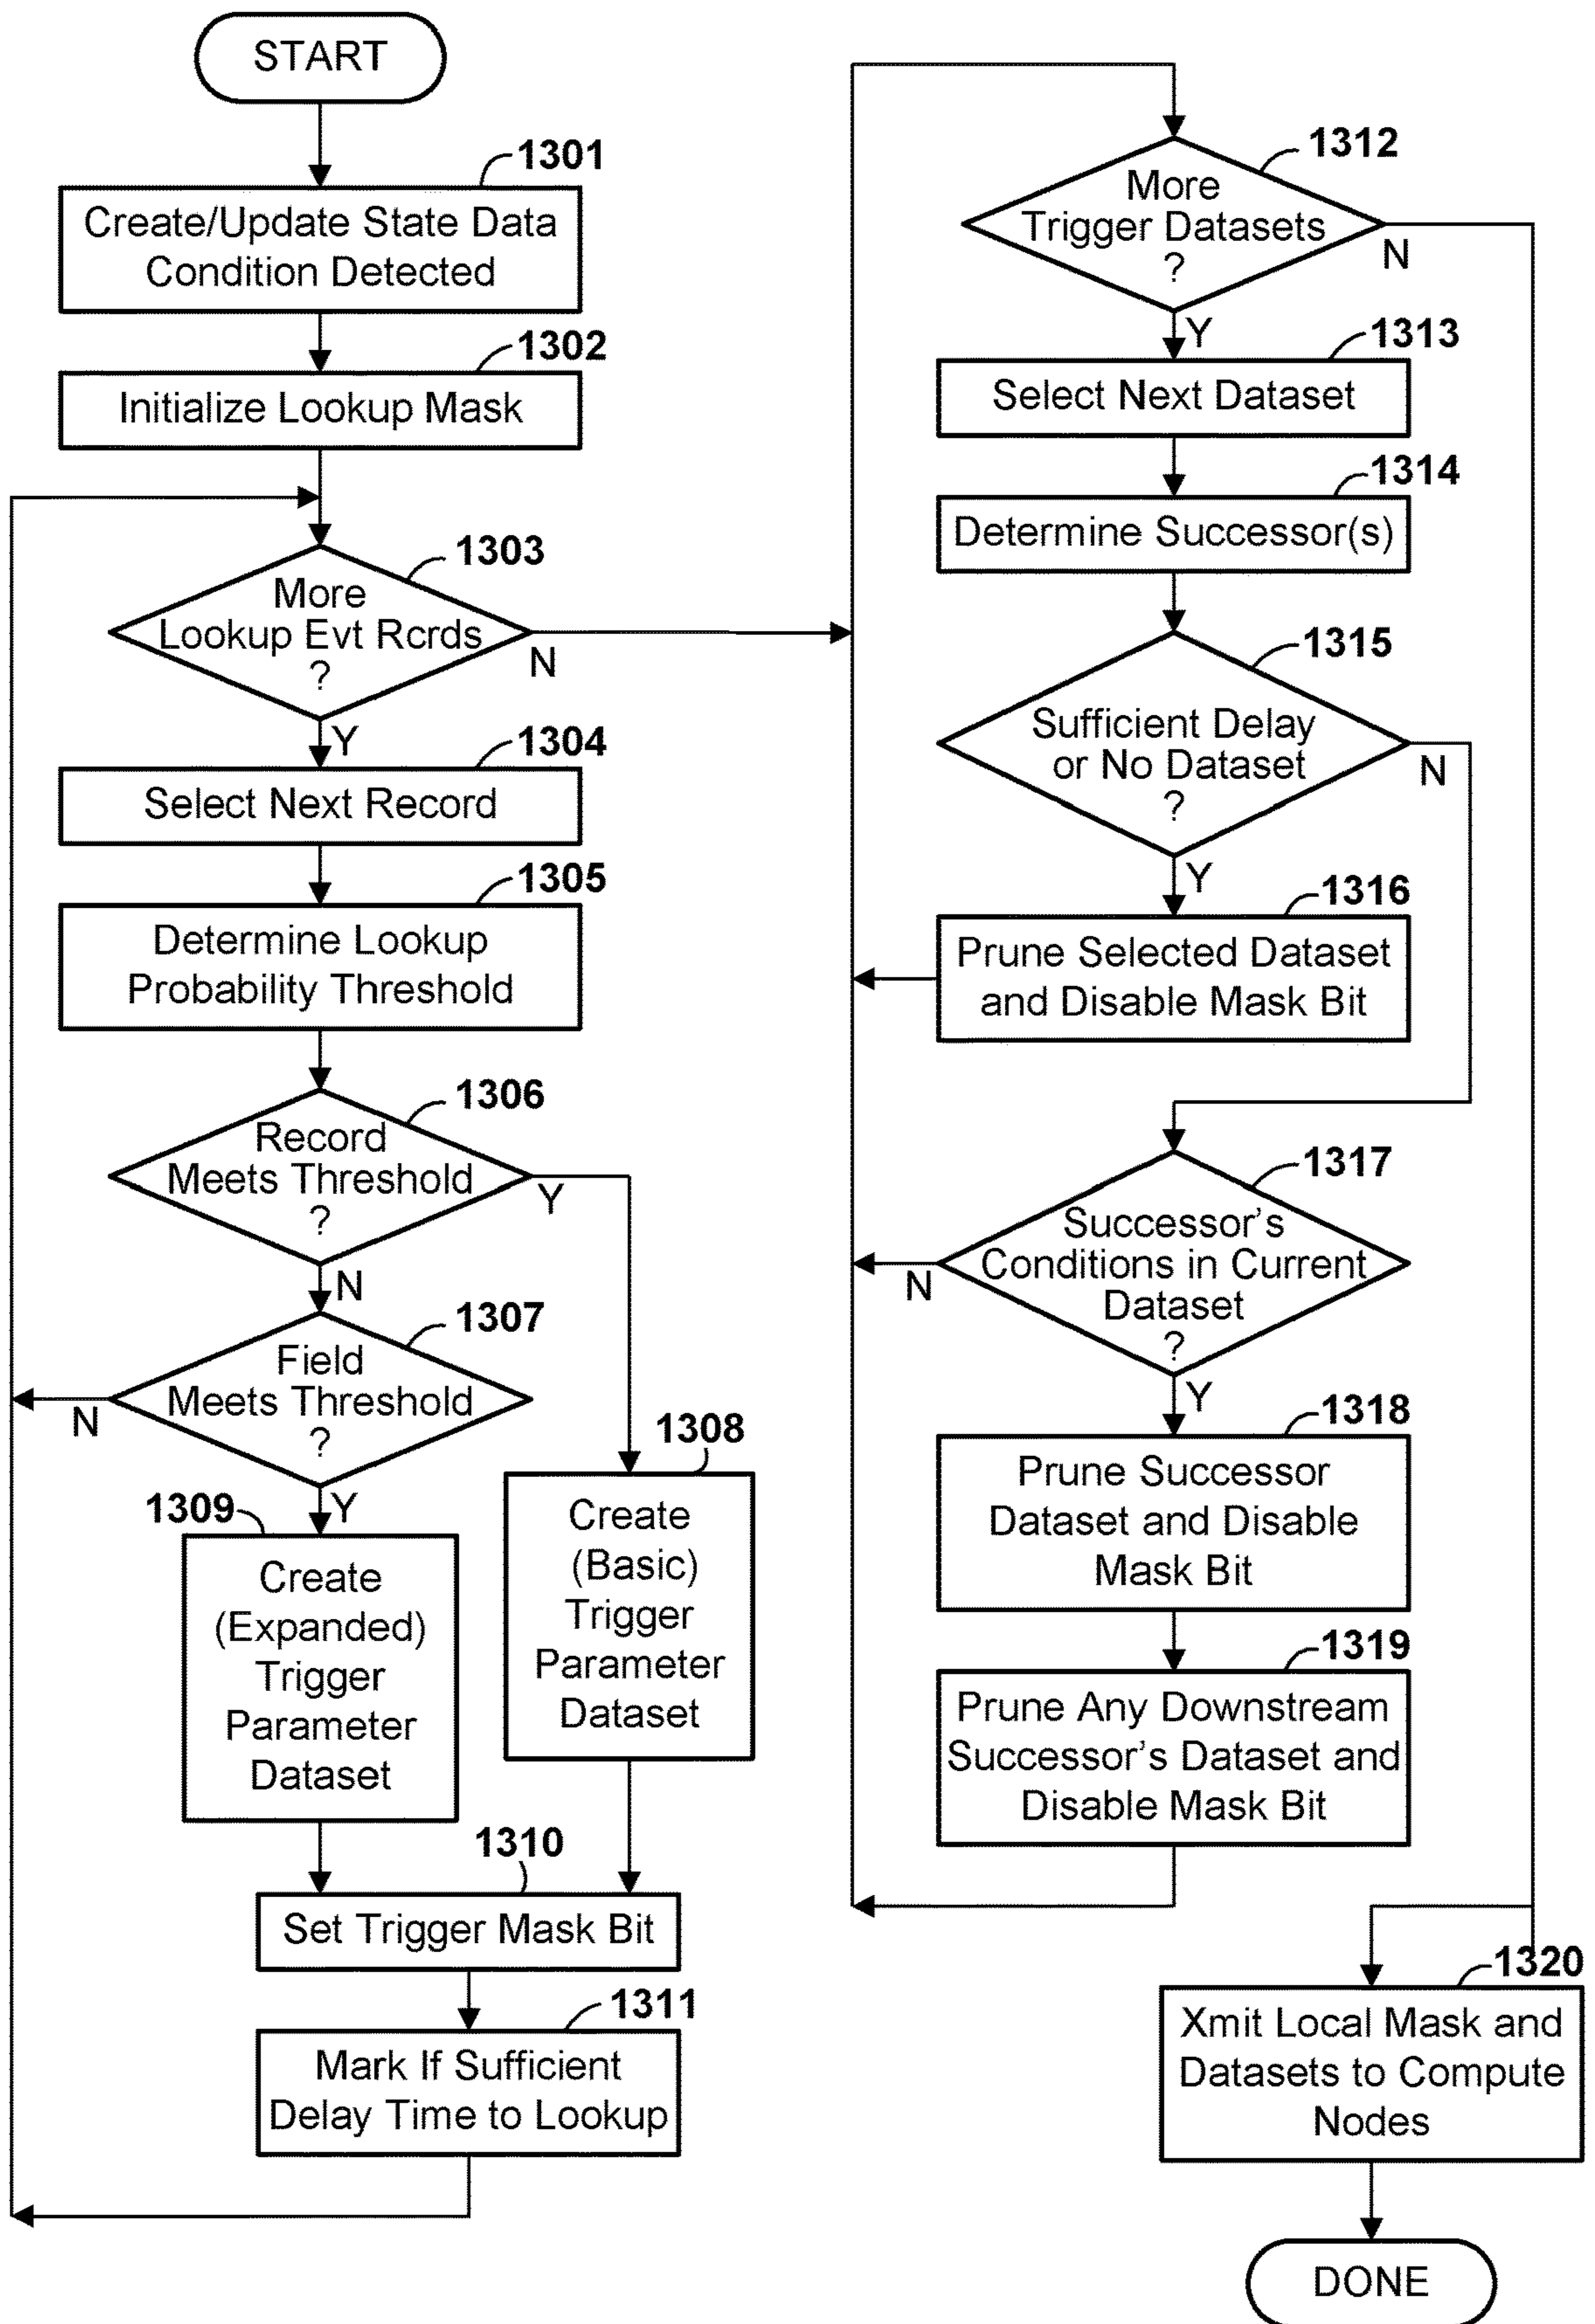 START
1301
Create/Update State Data
Condition Detected
1302
Initialize Lookup Mask
1303
More
Lookup Evt Rcrds
?
N
Y
1304
Select Next Record
1305
Determine Lookup
Probability Threshold
1306
Record
Meets Threshold
?
Y
N
1307
Field
Meets Threshold
?
N
Y
1308
Create
(Basic)
Trigger
Parameter
Dataset
1309
Create
(Expanded)
Trigger
Parameter
Dataset
1310
Set Trigger Mask Bit
1311
Mark If Sufficient
Delay Time to Lookup
1312
More
Trigger Datasets
?
N
Y
1313
Select Next Dataset
1314
Determine Successor(s)
1315
Sufficient Delay
or No Dataset
?
N
Y
1316
Prune Selected Dataset
and Disable Mask Bit
1317
Successor's
Conditions in Current
Dataset
?
N
Y
1318
Prune Successor
Dataset and Disable
Mask Bit
1319
Prune Any Downstream
Successor's Dataset and
Disable Mask Bit
1320
Xmit Local Mask and
Datasets to Compute
Nodes
DONE